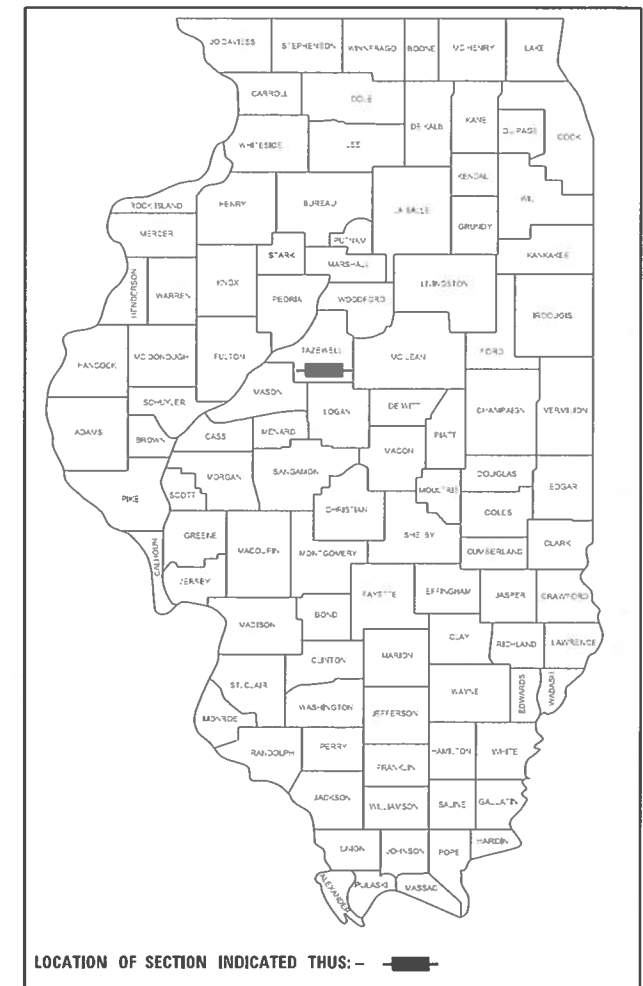 JO DAVIESS STEPHENSON WINNEBAGO BOONE MC HENRY LAKE
CARROLL OGLE DE KALB KANE DU PAGE COOK
WHITESIDE LEE
KENDALL WILL
ROCK ISLAND HENRY BUREAU LA SALLE GRUNDY
MERCER PUTNAM
STARK MARSHALL KANKAKEE
HENDERSON WARREN KNOX PEORIA WOODFORD LIVINGSTON IROQUOIS
HANCOCK MC DONOUGH FULTON TAZEWELL MC LEAN FORD
MASON
SCHUYLER LOGAN DE WITT CHAMPAIGN VERMILION
ADAMS BROWN CASS MENARD PIATT
MACON
MORGAN SANGAMON DOUGLAS EDGAR
PIKE SCOTT CHRISTIAN MOULTRIE
COLES
GREENE SHELBY
CALHOUN MACOUPIN MONTGOMERY CUMBERLAND CLARK
JERSEY
FAYETTE EFFINGHAM JASPER CRAWFORD
MADISON BOND
CLAY RICHLAND LAWRENCE
CLINTON MARION
ST. CLAIR WAYNE EDWARDS WABASH
WASHINGTON JEFFERSON
MONROE
RANDOLPH PERRY HAMILTON WHITE
FRANKLIN
JACKSON WILLIAMSON SALINE GALLATIN
UNION JOHNSON POPE HARDIN
ALEXANDER PULASKI MASSAC
LOCATION OF SECTION INDICATED THUS: –